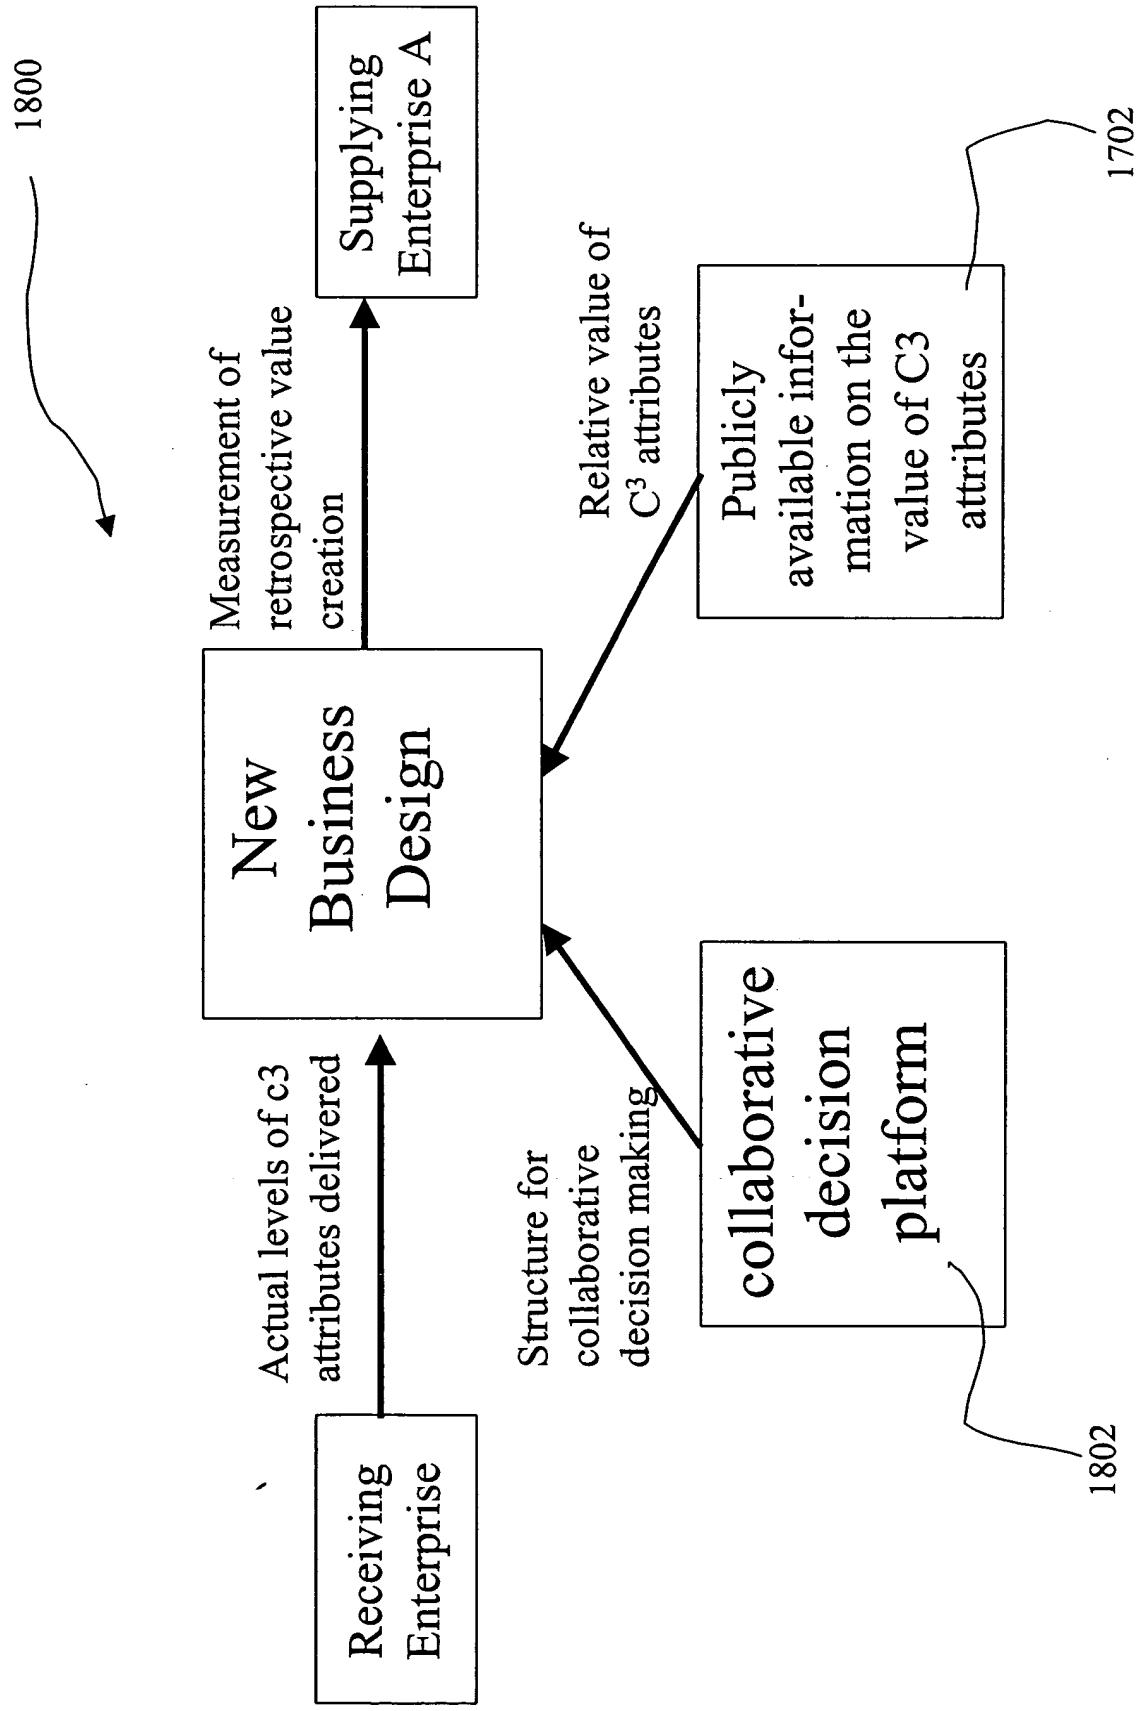 1800
Receiving
Enterprise
Actual levels of c3
attributes delivered
New
Business
Design
Measurement of
retrospective value
creation
Supplying
Enterprise A
Structure for
collaborative
decision making
Relative value of
C³ attributes
collaborative
decision
platform
Publicly
available infor-
mation on the
value of C3
attributes
1802
1702